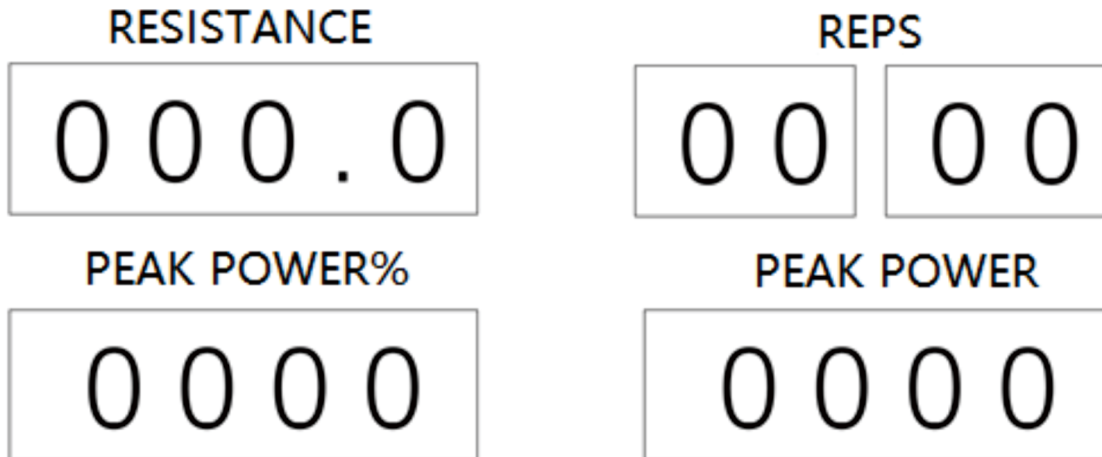 RESISTANCE REPS
000.0 00 00
PEAK POWER% PEAK POWER
0000 0000